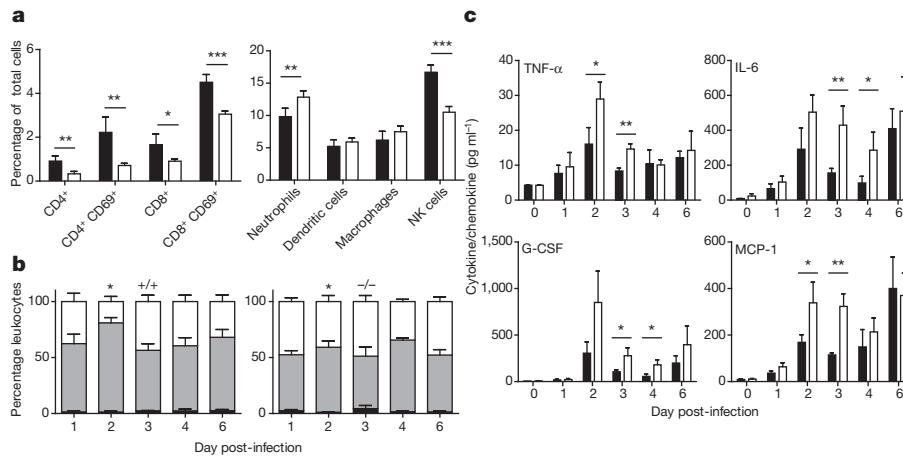 a
Percentage of total cells
6
4
2
0
** ** * ***
CD4+
CD4+ CD69+
CD8+
CD8+ CD69+
20
15
10
5
0
** ***
Neutrophils
Dendritic cells
Macrophages
NK cells
b
Percentage leukocytes
100
50
0
* +/+
1 2 3 4 6
100
50
0
* −/−
1 2 3 4 6
Day post-infection
c
Cytokine/chemokine (pg ml−1)
TNF-α
40
30
20
10
0
* **
0 1 2 3 4 6
IL-6
800
600
400
200
0
** *
0 1 2 3 4 6
G-CSF
1,500
1,000
500
0
* *
0 1 2 3 4 6
MCP-1
600
400
200
0
* **
0 1 2 3 4 6
Day post-infection